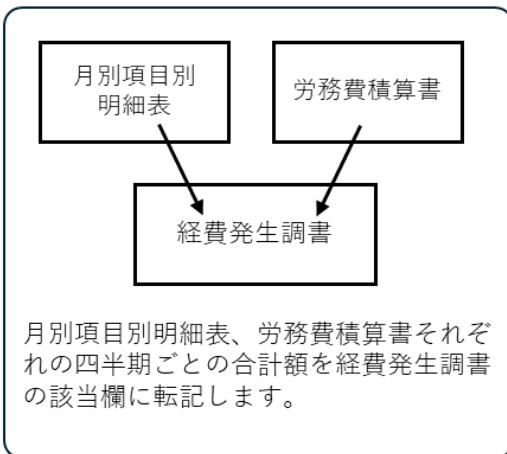 月別項目別
明細表
労務費積算書
経費発生調書
月別項目別明細表、労務費積算書それぞ
れの四半期ごとの合計額を経費発生調書
の該当欄に転記します。